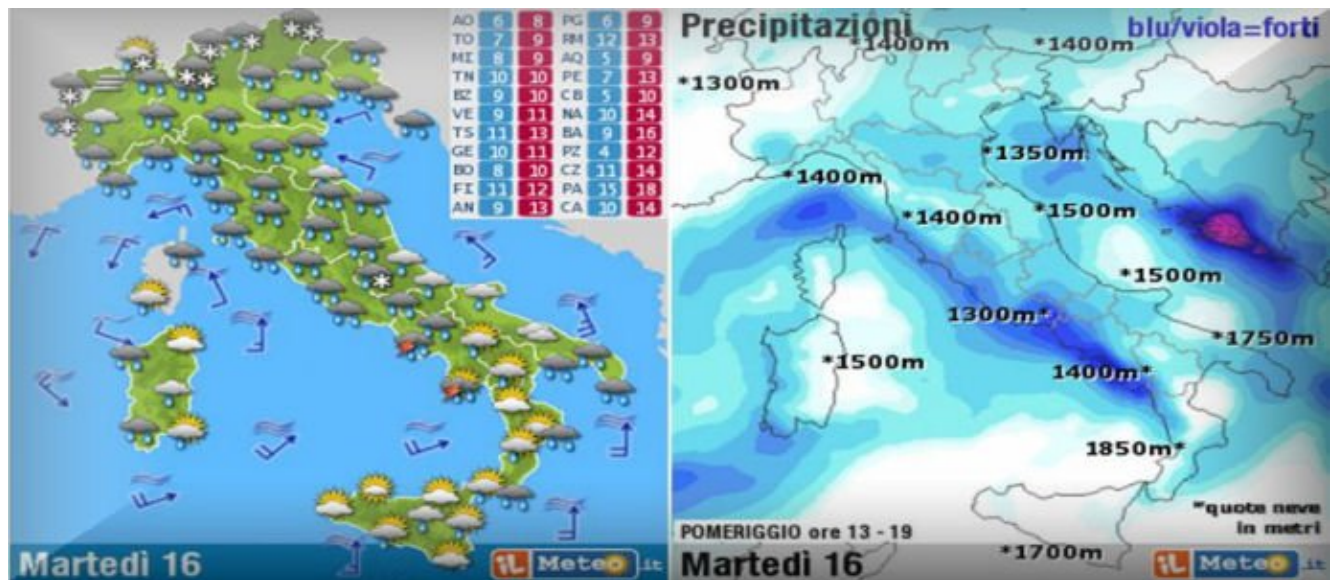 AO 6 8 PG 6 9
TO 7 9 RM 12 13
MI 8 9 AQ 5 9
TN 10 10 PE 7 13
BZ 9 10 CB 5 10
VE 9 11 NA 10 14
TS 11 13 BA 9 16
GE 10 11 PZ 4 12
BO 8 10 CZ 11 14
FI 11 12 PA 15 18
AN 9 13 CA 10 14
Martedì 16
iL Meteo.it
Precipitazioni
blu/viola=forti
*1400m
*1400m
*1300m
*1350m
*1400m
*1400m
*1500m
*1500m
1300m*
*1750m
*1500m
1400m*
1850m*
*quote neve
in metri
POMERIGGIO ore 13 - 19
*1700m
Martedì 16
iL Meteo.it